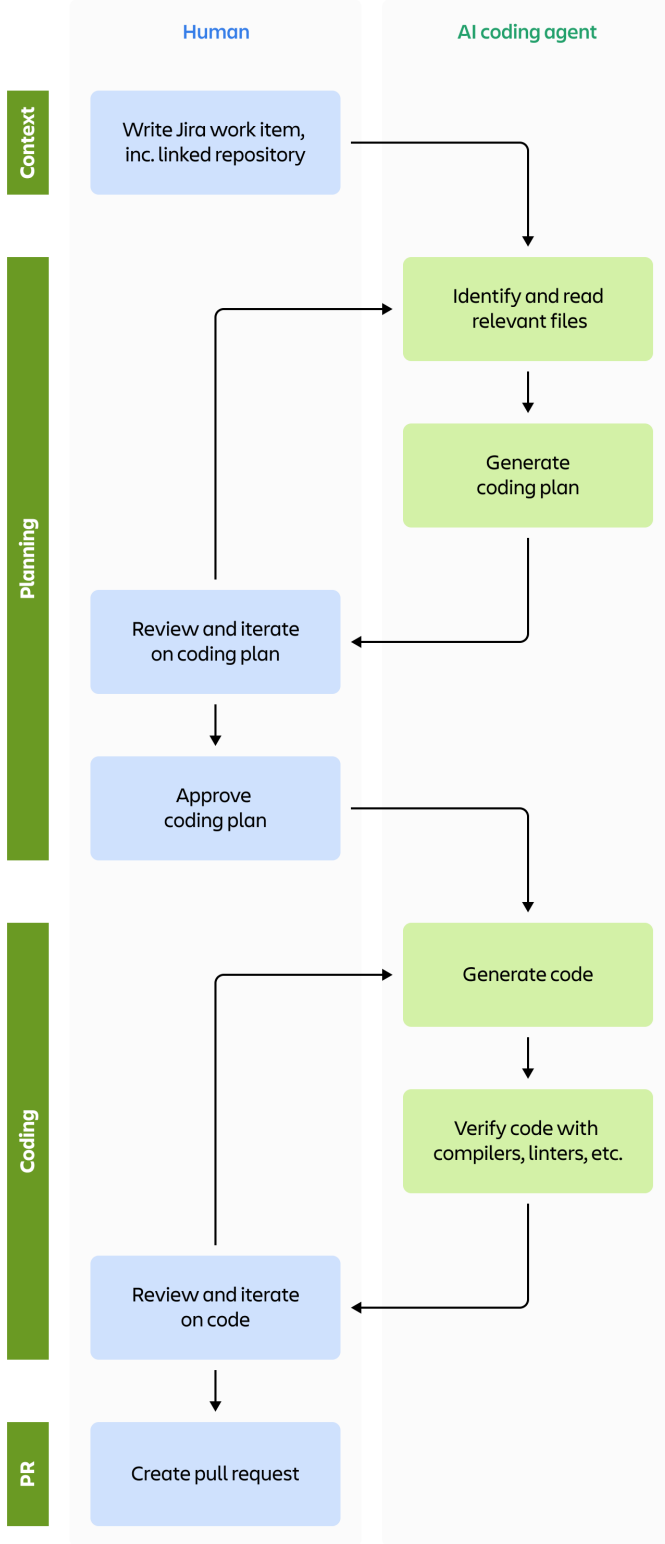 Human
AI coding agent
Context
Write Jira work item,
inc. linked repository
Planning
Identify and read
relevant files
Generate
coding plan
Review and iterate
on coding plan
Approve
coding plan
Coding
Generate code
Verify code with
compilers, linters, etc.
Review and iterate
on code
PR
Create pull request